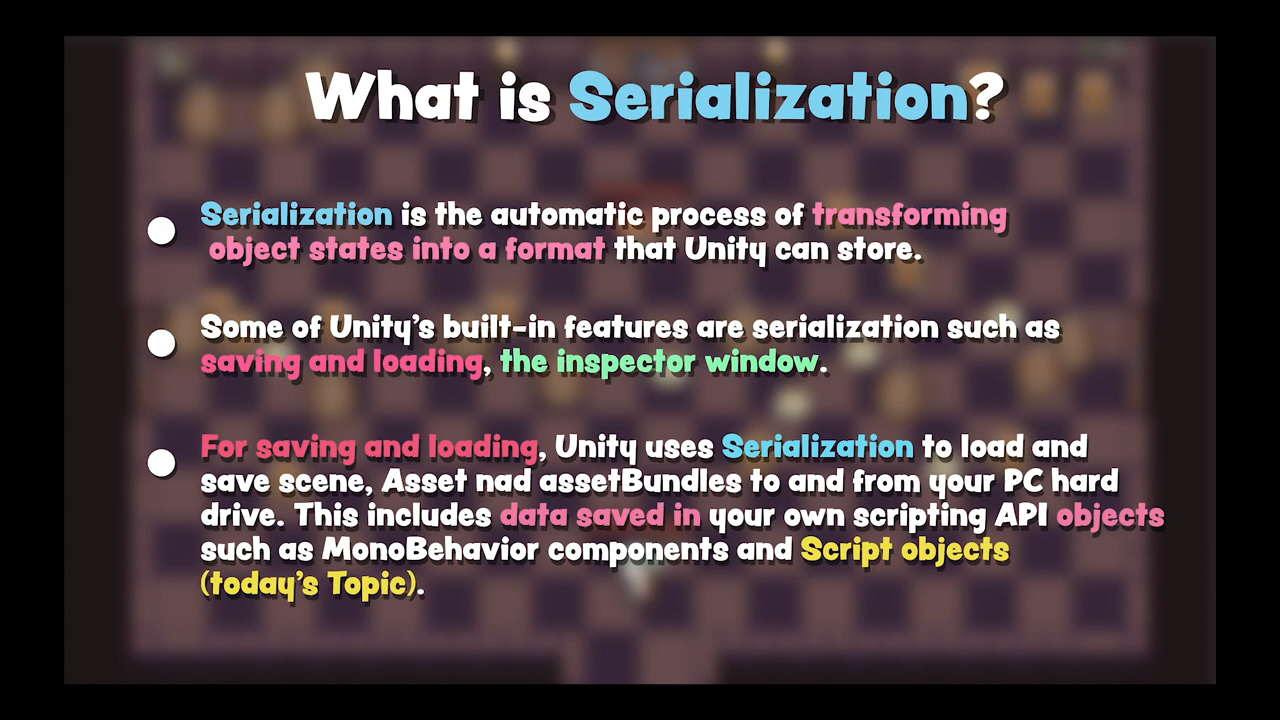 What is Serialization?
Serialization is the automatic process of transforming
object states into a format that Unity can store.
Some of Unity's built-in features are serialization such as
saving and loading, the inspector window.
For saving and loading, Unity uses Serialization to load and
save scene, Asset nad assetBundles to and from your PC hard
drive. This includes data saved in your own scripting API objects
such as MonoBehavior components and Script objects
(today's Topic).